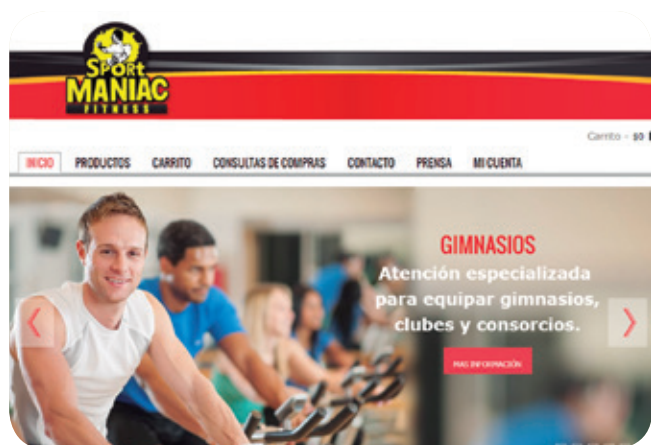 SPORT
MANIAC
FITNESS
Carrito - $0
INICIO PRODUCTOS CARRITO CONSULTAS DE COMPRAS CONTACTO PRENSA MI CUENTA
GIMNASIOS
Atención especializada
para equipar gimnasios,
clubes y consorcios.
MAS INFORMACIÓN